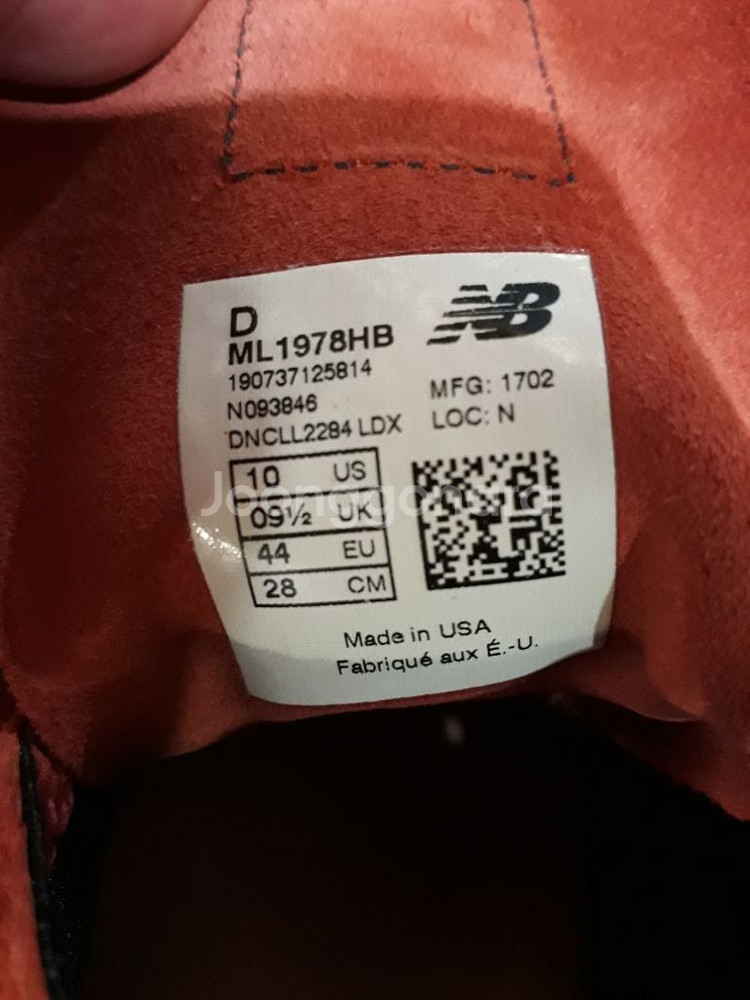 D
ML1978HB
190737125814
N093846
DNCLL2284 LDX
NB
MFG: 1702
LOC: N
10 US
09½ UK
44 EU
28 CM
Made in USA
Fabriqué aux É.-U.